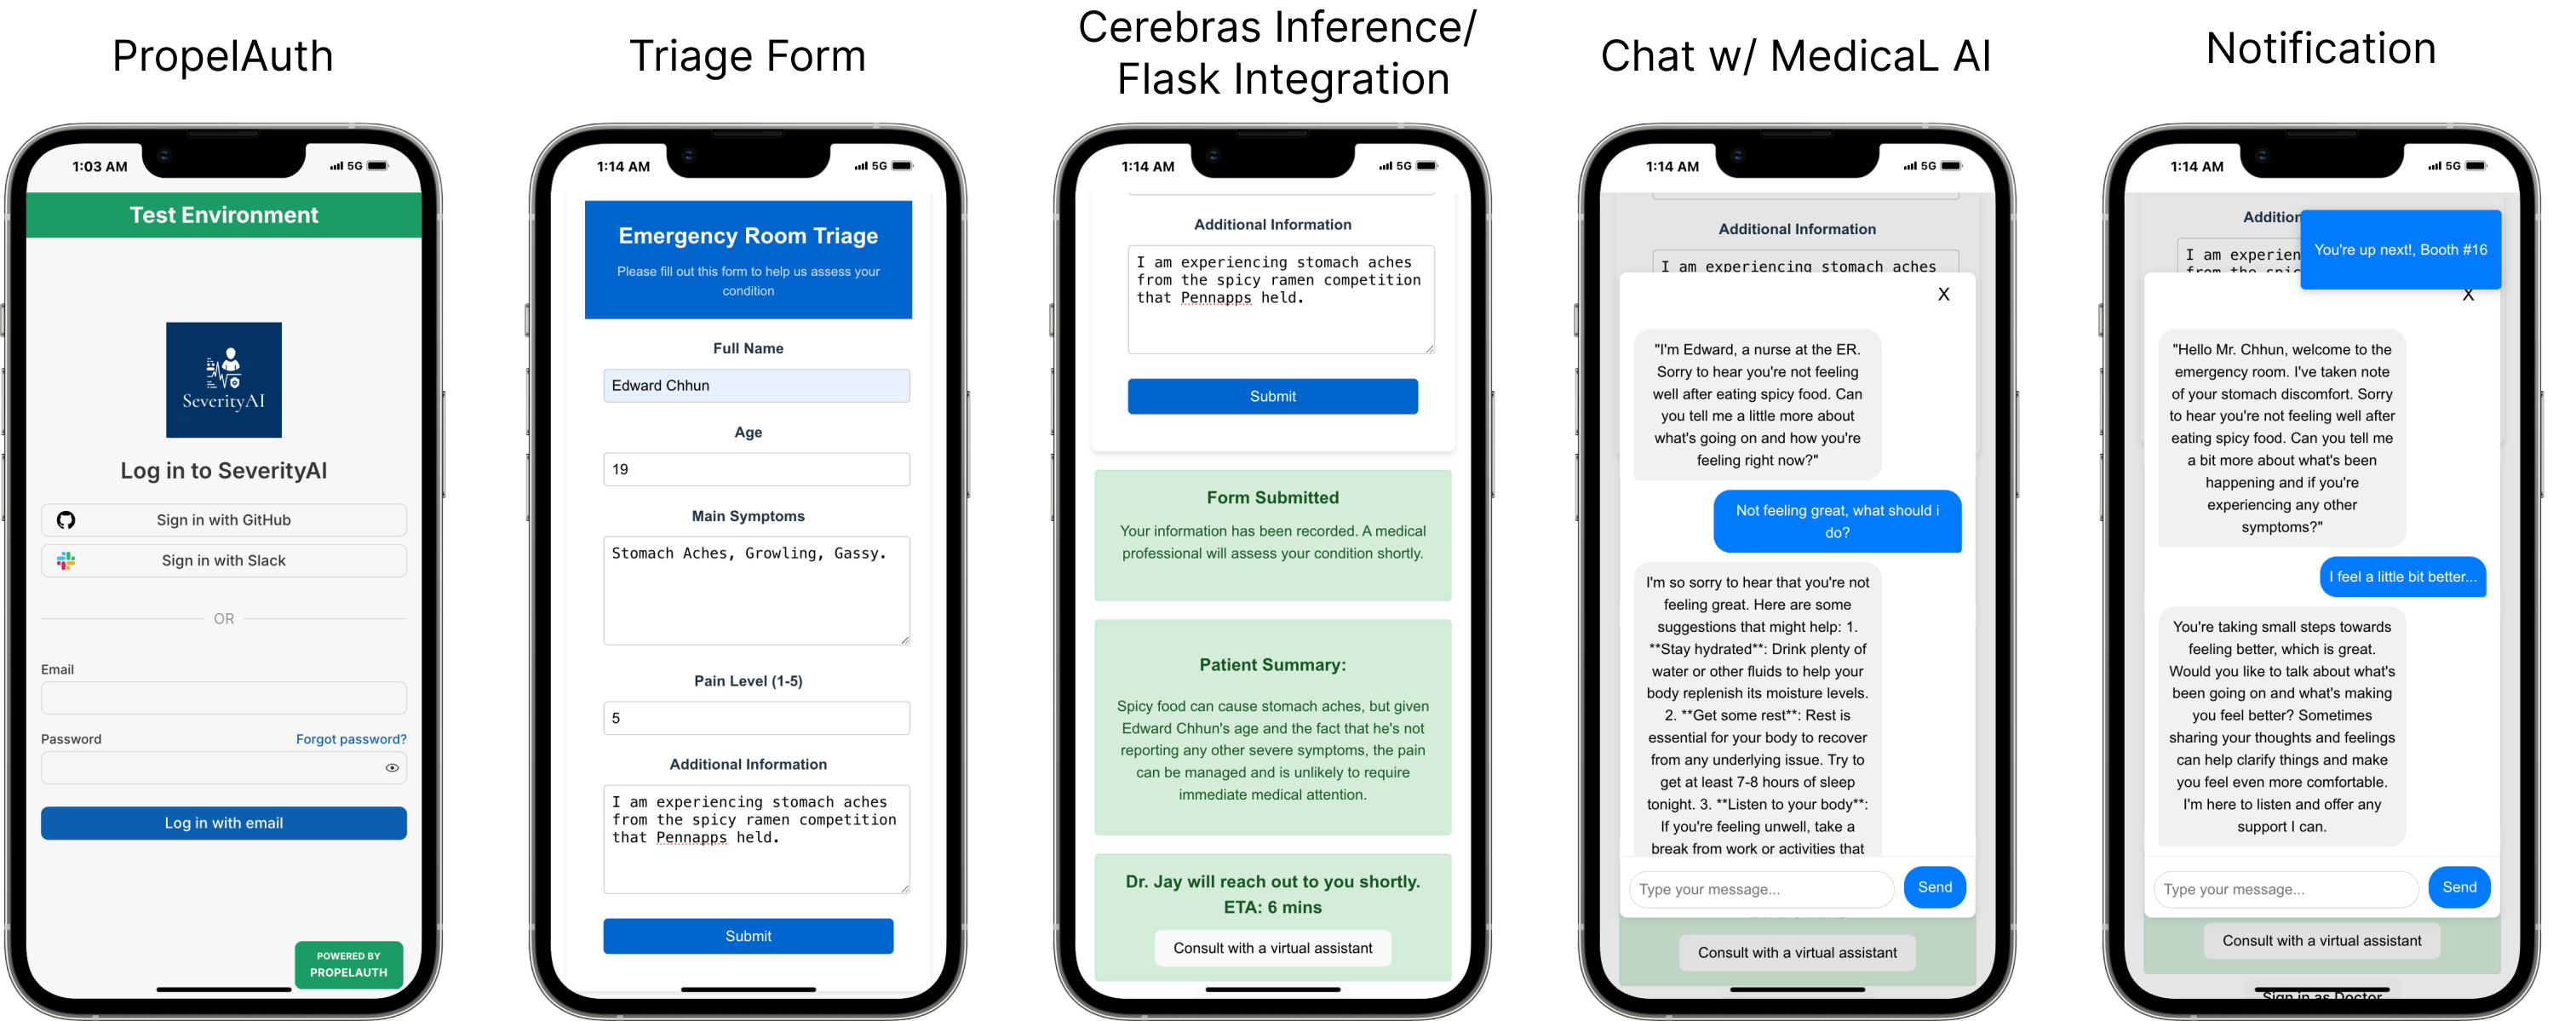 PropelAuth
1:03 AM
5G
Test Environment
SeverityAI
Log in to SeverityAI
Sign in with GitHub
Sign in with Slack
OR
Email
Password
Forgot password?
Log in with email
POWERED BY
PROPELAUTH
Triage Form
1:14 AM
5G
Emergency Room Triage
Please fill out this form to help us assess your
condition
Full Name
Edward Chhun
Age
19
Main Symptoms
Stomach Aches, Growling, Gassy.
Pain Level (1-5)
5
Additional Information
I am experiencing stomach aches
from the spicy ramen competition
that Pennapps held.
Submit
Cerebras Inference/
Flask Integration
1:14 AM
5G
Additional Information
I am experiencing stomach aches
from the spicy ramen competition
that Pennapps held.
Submit
Form Submitted
Your information has been recorded. A medical
professional will assess your condition shortly.
Patient Summary:
Spicy food can cause stomach aches, but given
Edward Chhun's age and the fact that he's not
reporting any other severe symptoms, the pain
can be managed and is unlikely to require
immediate medical attention.
Dr. Jay will reach out to you shortly.
ETA: 6 mins
Consult with a virtual assistant
Chat w/ MedicaL AI
1:14 AM
5G
Additional Information
I am experiencing stomach aches
X
"I'm Edward, a nurse at the ER.
Sorry to hear you're not feeling
well after eating spicy food. Can
you tell me a little more about
what's going on and how you're
feeling right now?"
Not feeling great, what should i
do?
I'm so sorry to hear that you're not
feeling great. Here are some
suggestions that might help: 1.
**Stay hydrated**: Drink plenty of
water or other fluids to help your
body replenish its moisture levels.
2. **Get some rest**: Rest is
essential for your body to recover
from any underlying issue. Try to
get at least 7-8 hours of sleep
tonight. 3. **Listen to your body**:
If you're feeling unwell, take a
break from work or activities that
Type your message...
Send
Consult with a virtual assistant
Notification
1:14 AM
5G
Addition
You're up next!, Booth #16
I am experien
from the spic
X
"Hello Mr. Chhun, welcome to the
emergency room. I've taken note
of your stomach discomfort. Sorry
to hear you're not feeling well after
eating spicy food. Can you tell me
a bit more about what's been
happening and if you're
experiencing any other
symptoms?"
I feel a little bit better...
You're taking small steps towards
feeling better, which is great.
Would you like to talk about what's
been going on and what's making
you feel better? Sometimes
sharing your thoughts and feelings
can help clarify things and make
you feel even more comfortable.
I'm here to listen and offer any
support I can.
Type your message...
Send
Consult with a virtual assistant
Sign in as Doctor